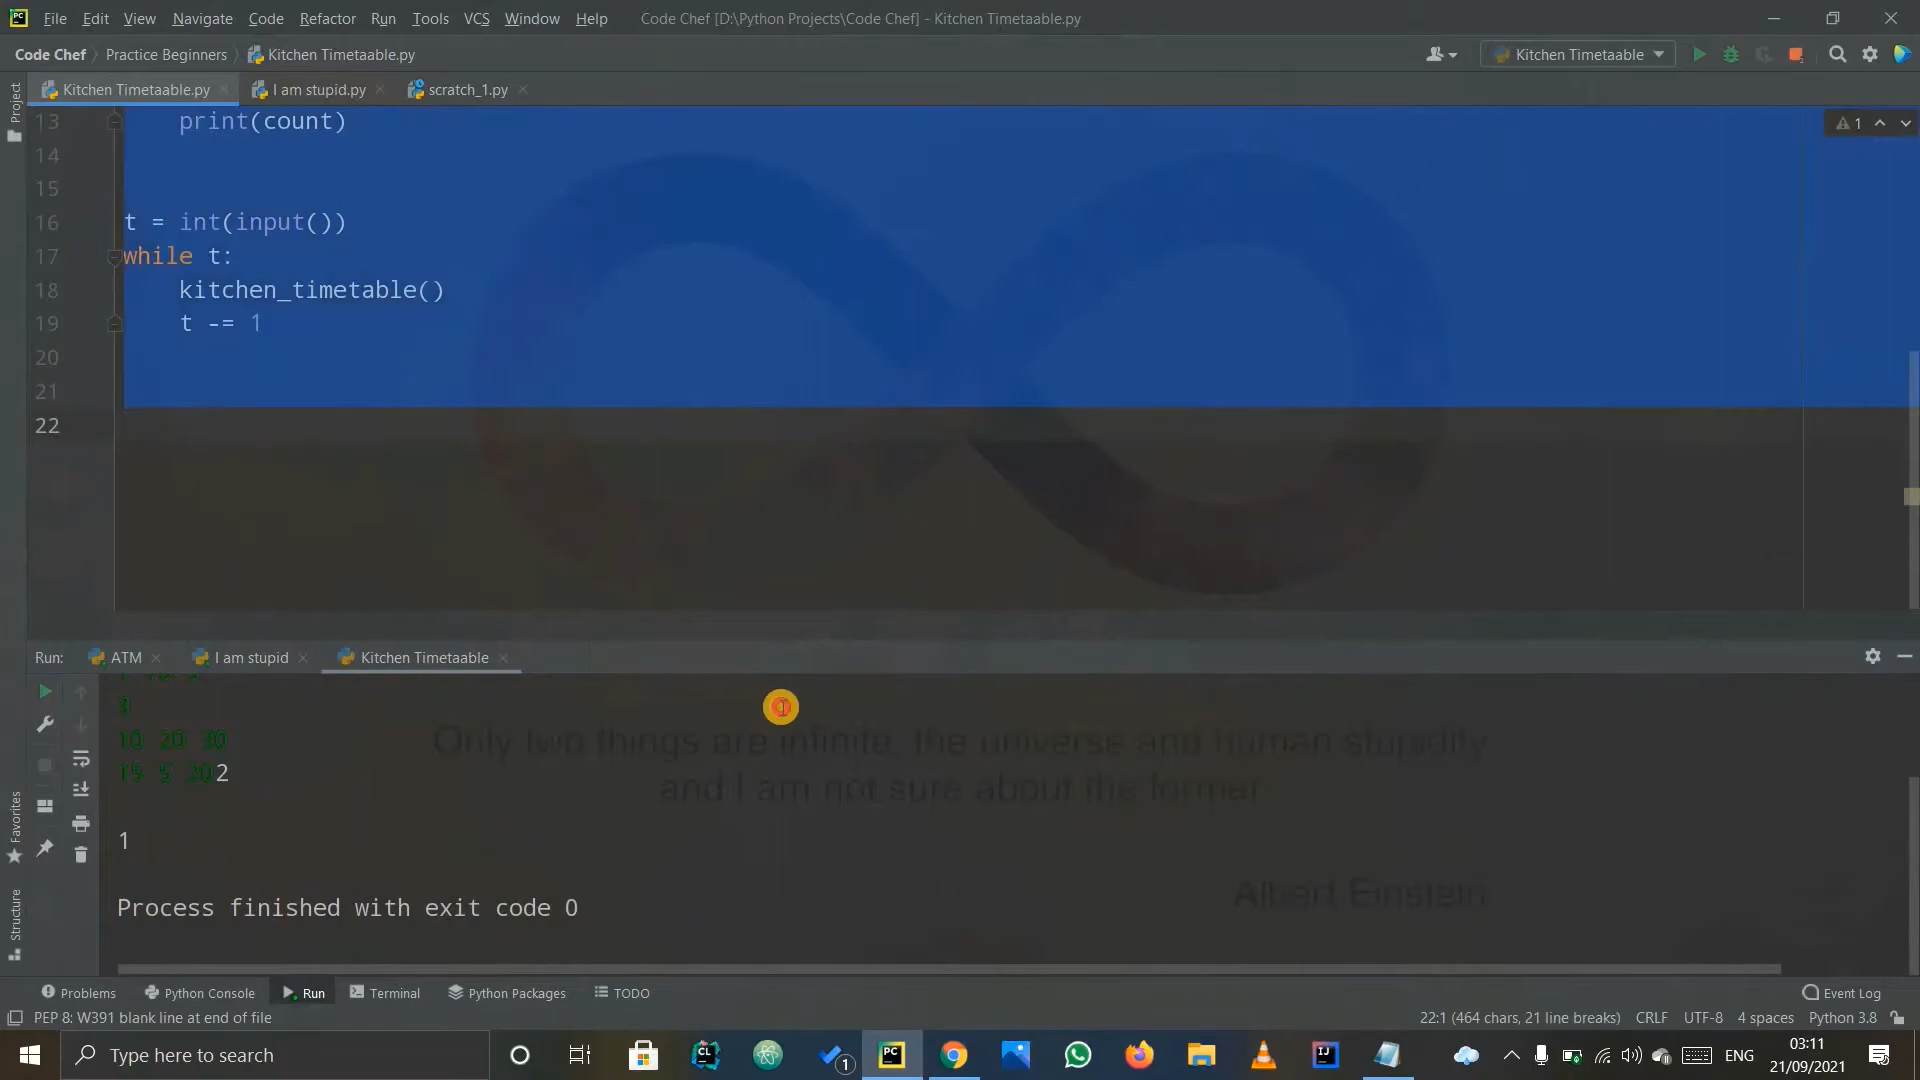 File Edit View Navigate Code Refactor Run Tools VCS Window Help Code Chef [D:\Python Projects\Code Chef] - Kitchen Timetaable.py
Code Chef Practice Beginners Kitchen Timetaable.py Kitchen Timetaable
Kitchen Timetaable.py I am stupid.py scratch_1.py
Project
13 print(count) 1
14
15
16 t = int(input())
17 while t:
18 kitchen_timetable()
19 t -= 1
20
21
22
Run: ATM I am stupid Kitchen Timetaable
3
10 20 30
15 5 202
1
Process finished with exit code 0
Only two things are infinite, the universe and human stupidity
and I am not sure about the former
Albert Einstein
Favorites
Structure
Problems Python Console Run Terminal Python Packages TODO Event Log
PEP 8: W391 blank line at end of file 22:1 (464 chars, 21 line breaks) CRLF UTF-8 4 spaces Python 3.8
Type here to search 1 ENG 03:11
21/09/2021